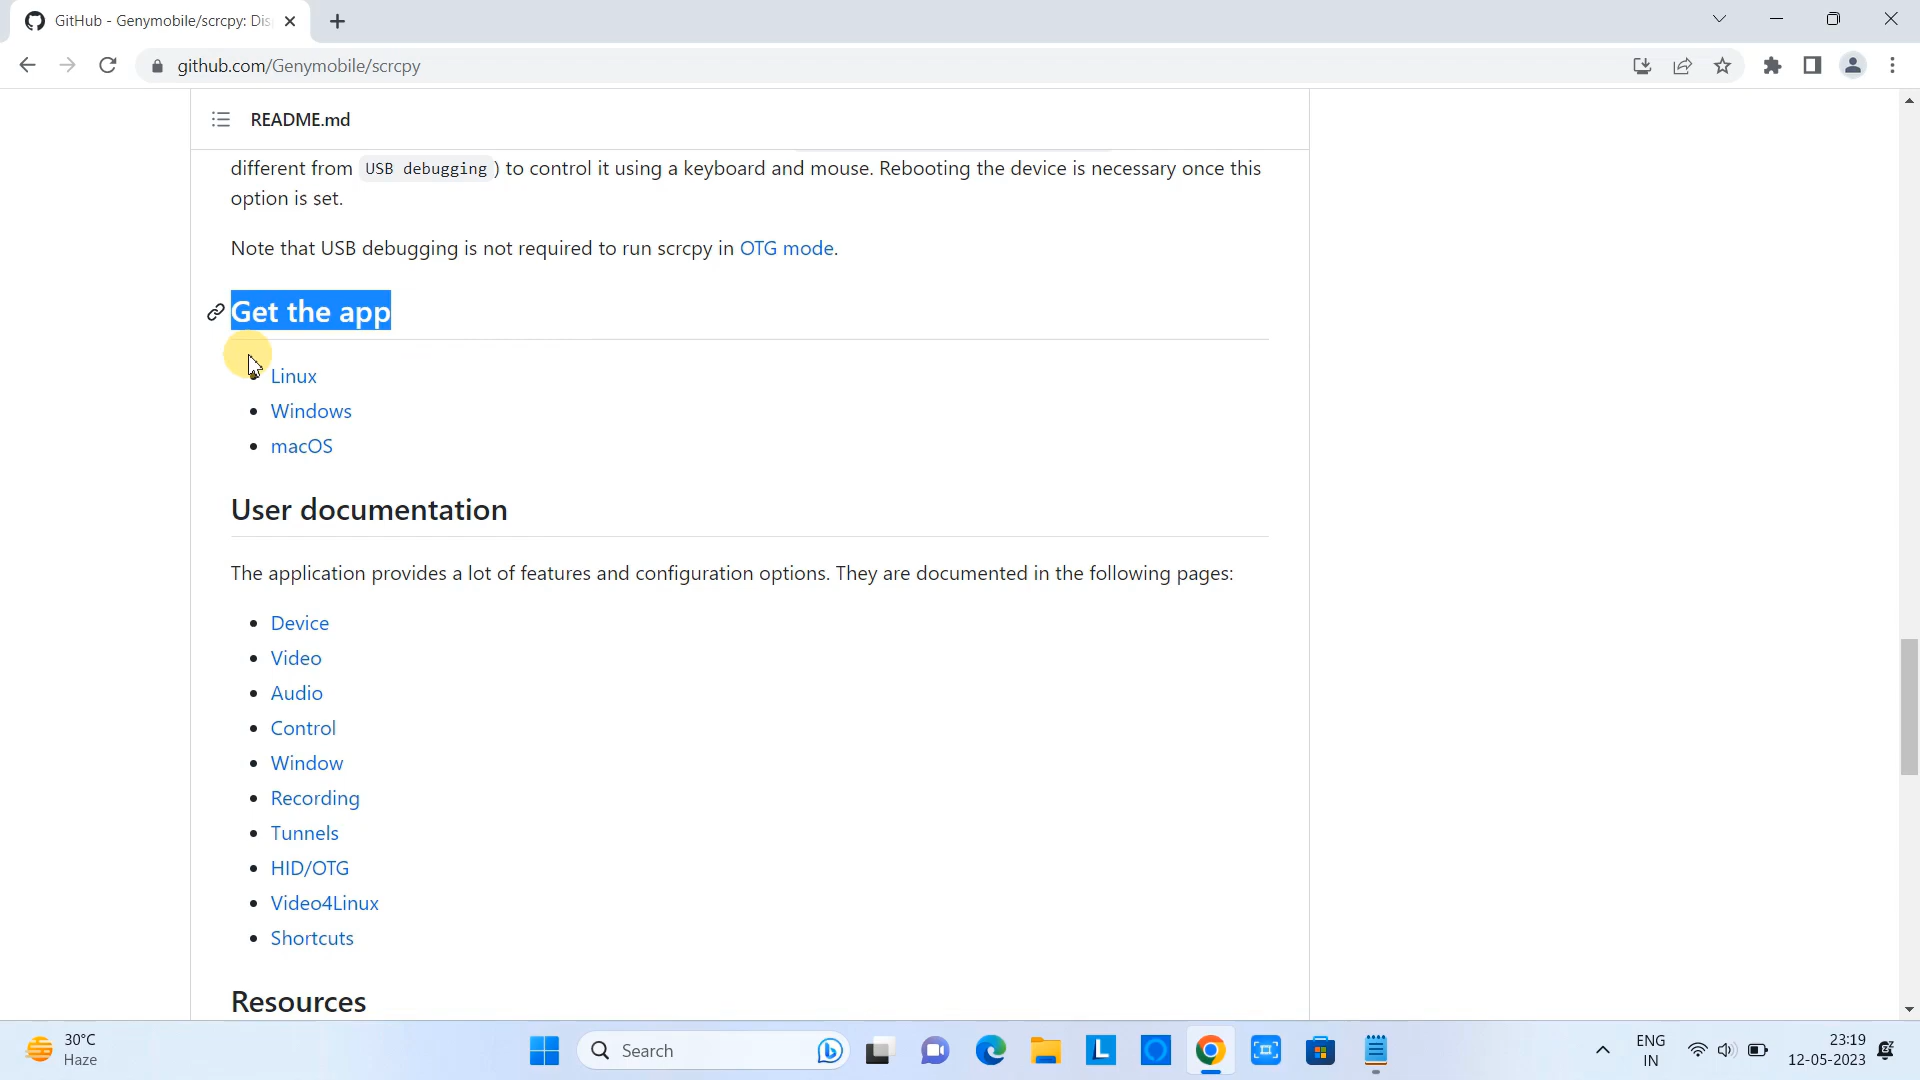 GitHub - Genymobile/scrcpy: Dis
github.com/Genymobile/scrcpy
README.md
different from USB debugging ) to control it using a keyboard and mouse. Rebooting the device is necessary once this
option is set.
Note that USB debugging is not required to run scrcpy in OTG mode.
Get the app
Linux
Windows
macOS
User documentation
The application provides a lot of features and configuration options. They are documented in the following pages:
Device
Video
Audio
Control
Window
Recording
Tunnels
HID/OTG
Video4Linux
Shortcuts
Resources
30°C
Haze
Search
L
ENG
IN
23:19
12-05-2023